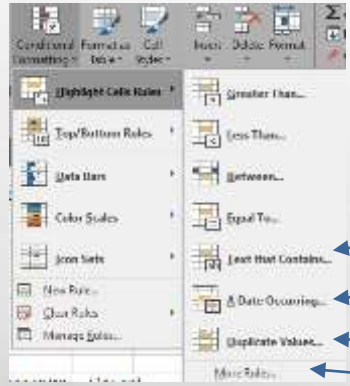 Conditional Format as Cell
Formatting Table Styles
Insert Delete Format
Highlight Cells Rules
Top/Bottom Rules
Data Bars
Color Scales
Icon Sets
New Rule...
Clear Rules
Manage Rules...
Greater Than...
Less Than...
Between...
Equal To...
Text that Contains...
A Date Occurring...
Duplicate Values...
More Rules...